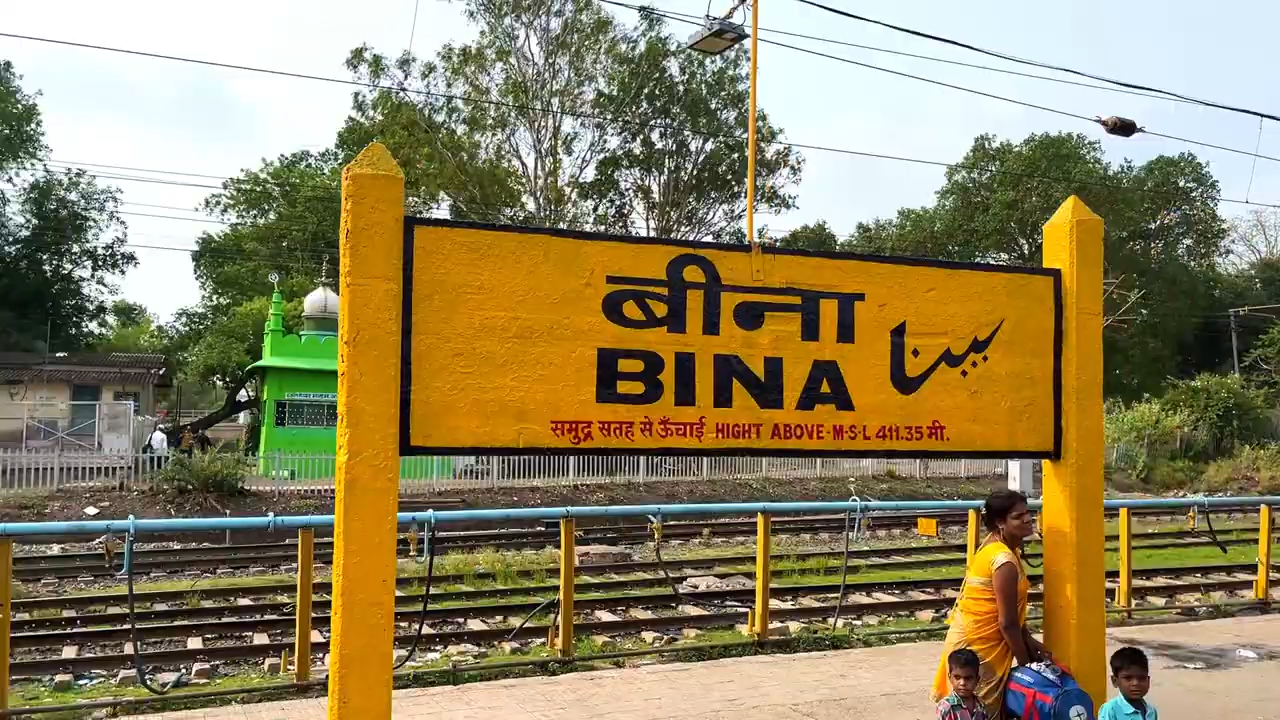 बीना
BINA
بینا
समुद्र सतह से ऊँचाई HIGHT ABOVE-M-S-L 411.35 मी.